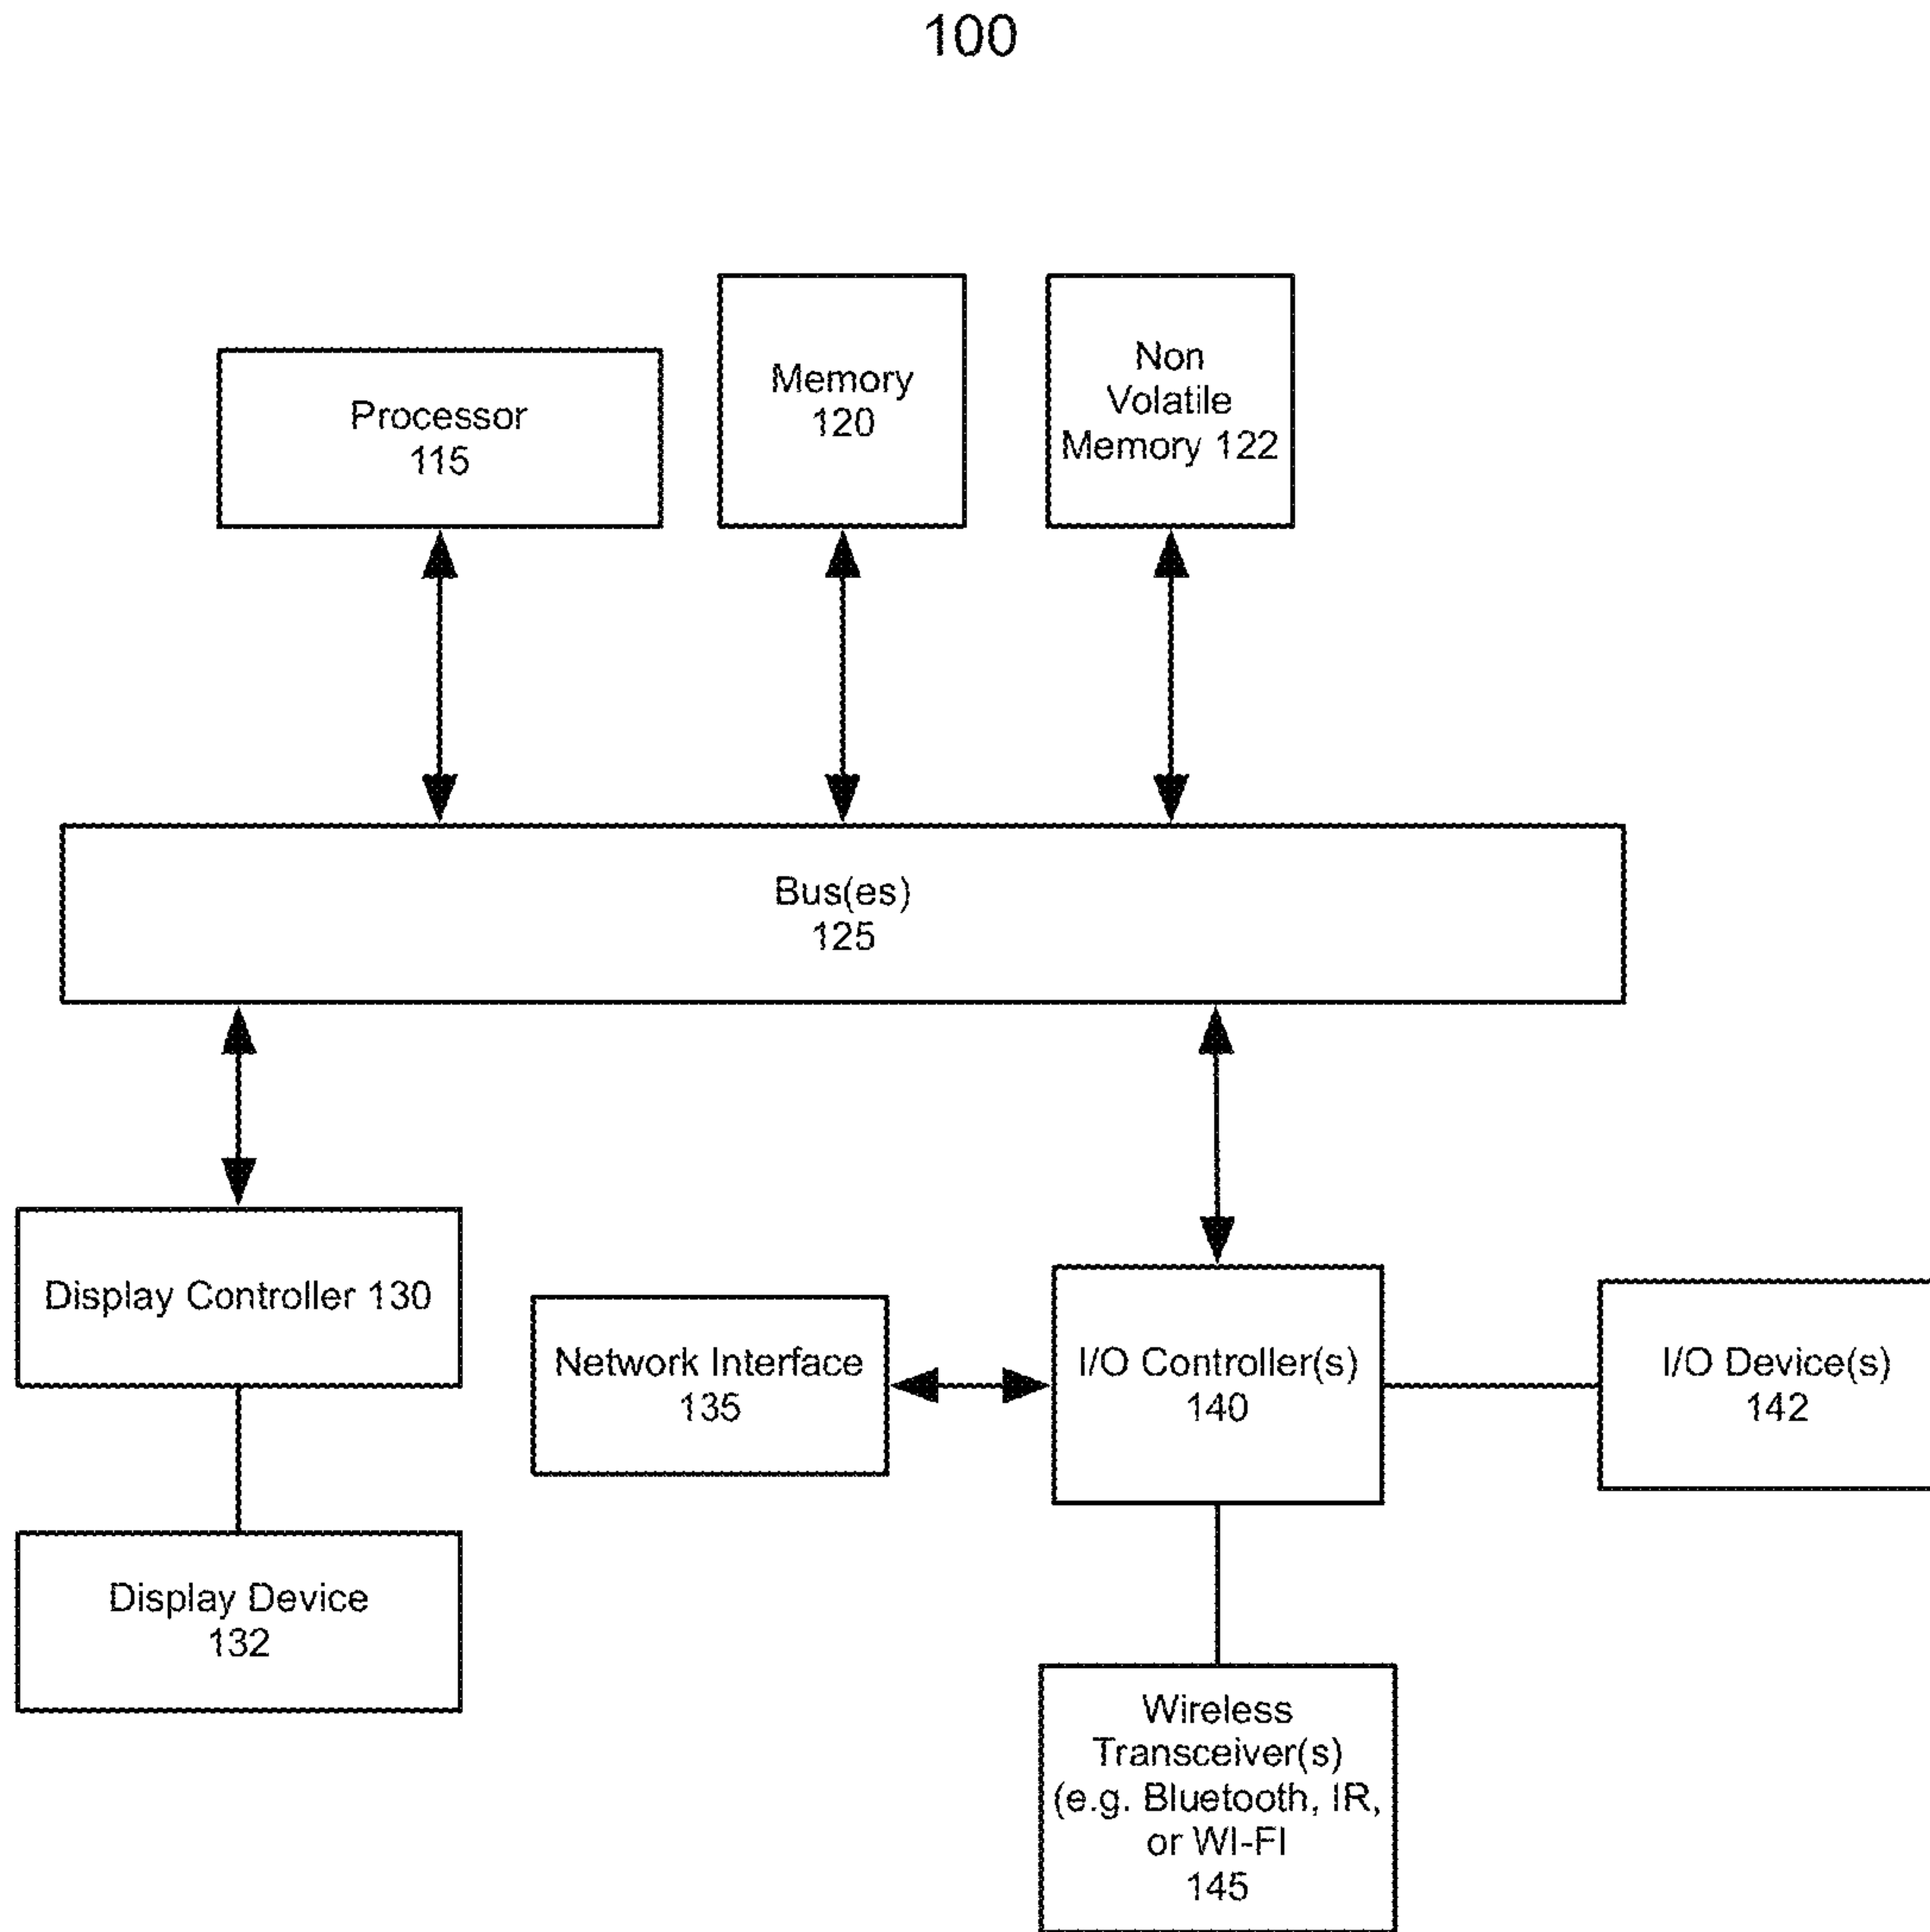 100
Processor
115
Memory
120
Non
Volatile
Memory 122
Bus(es)
125
Display Controller 130
Network Interface
135
I/O Controller(s)
140
I/O Device(s)
142
Display Device
132
Wireless
Transceiver(s)
(e.g. Bluetooth, IR,
or WI-FI
145